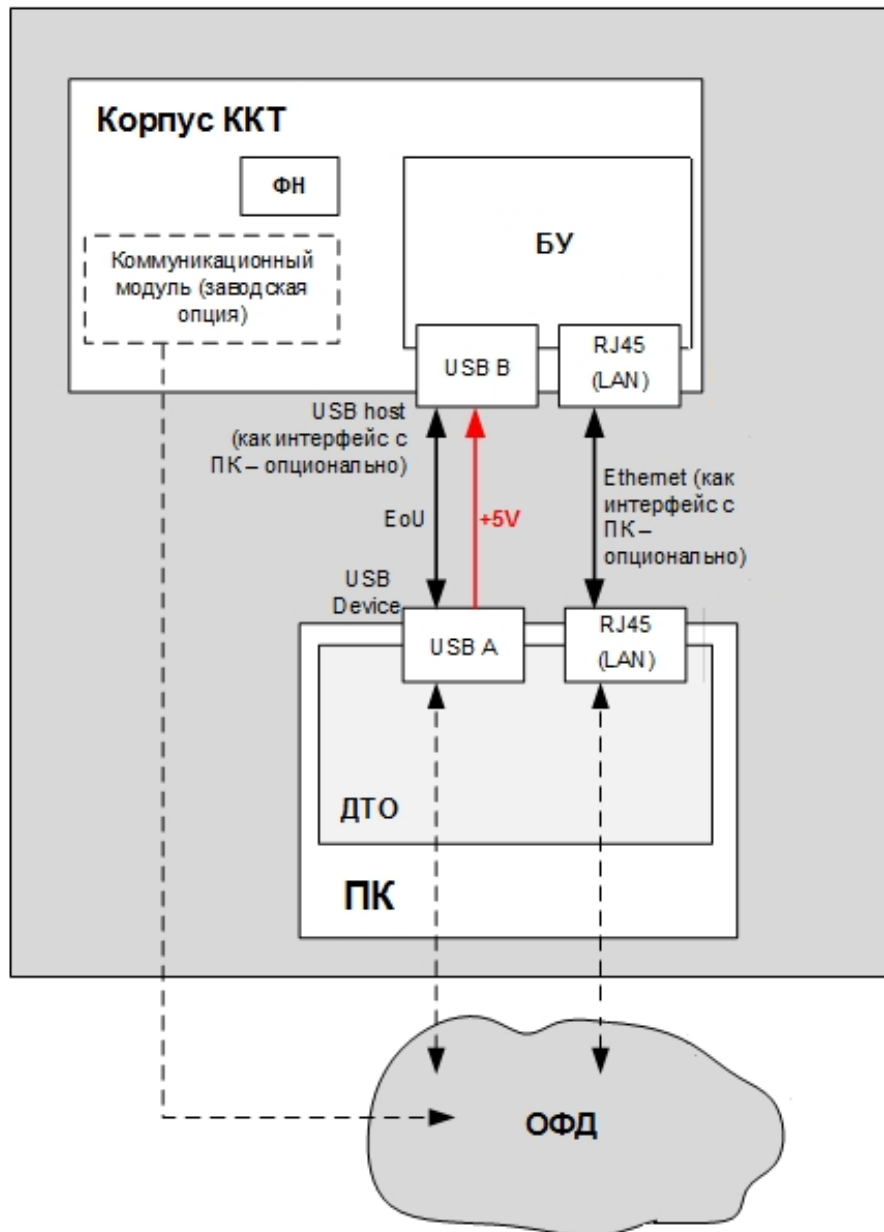 Корпус ККТ
ФН
БУ
Коммуникационный
модуль (заводская
опция)
USB B
RJ45
(LAN)
USB host
(как интерфейс с
ПК – опционально)
EoU
+5V
Ethernet (как
интерфейс с
ПК –
опционально)
USB
Device
USB A
RJ45
(LAN)
ДТО
ПК
ОФД